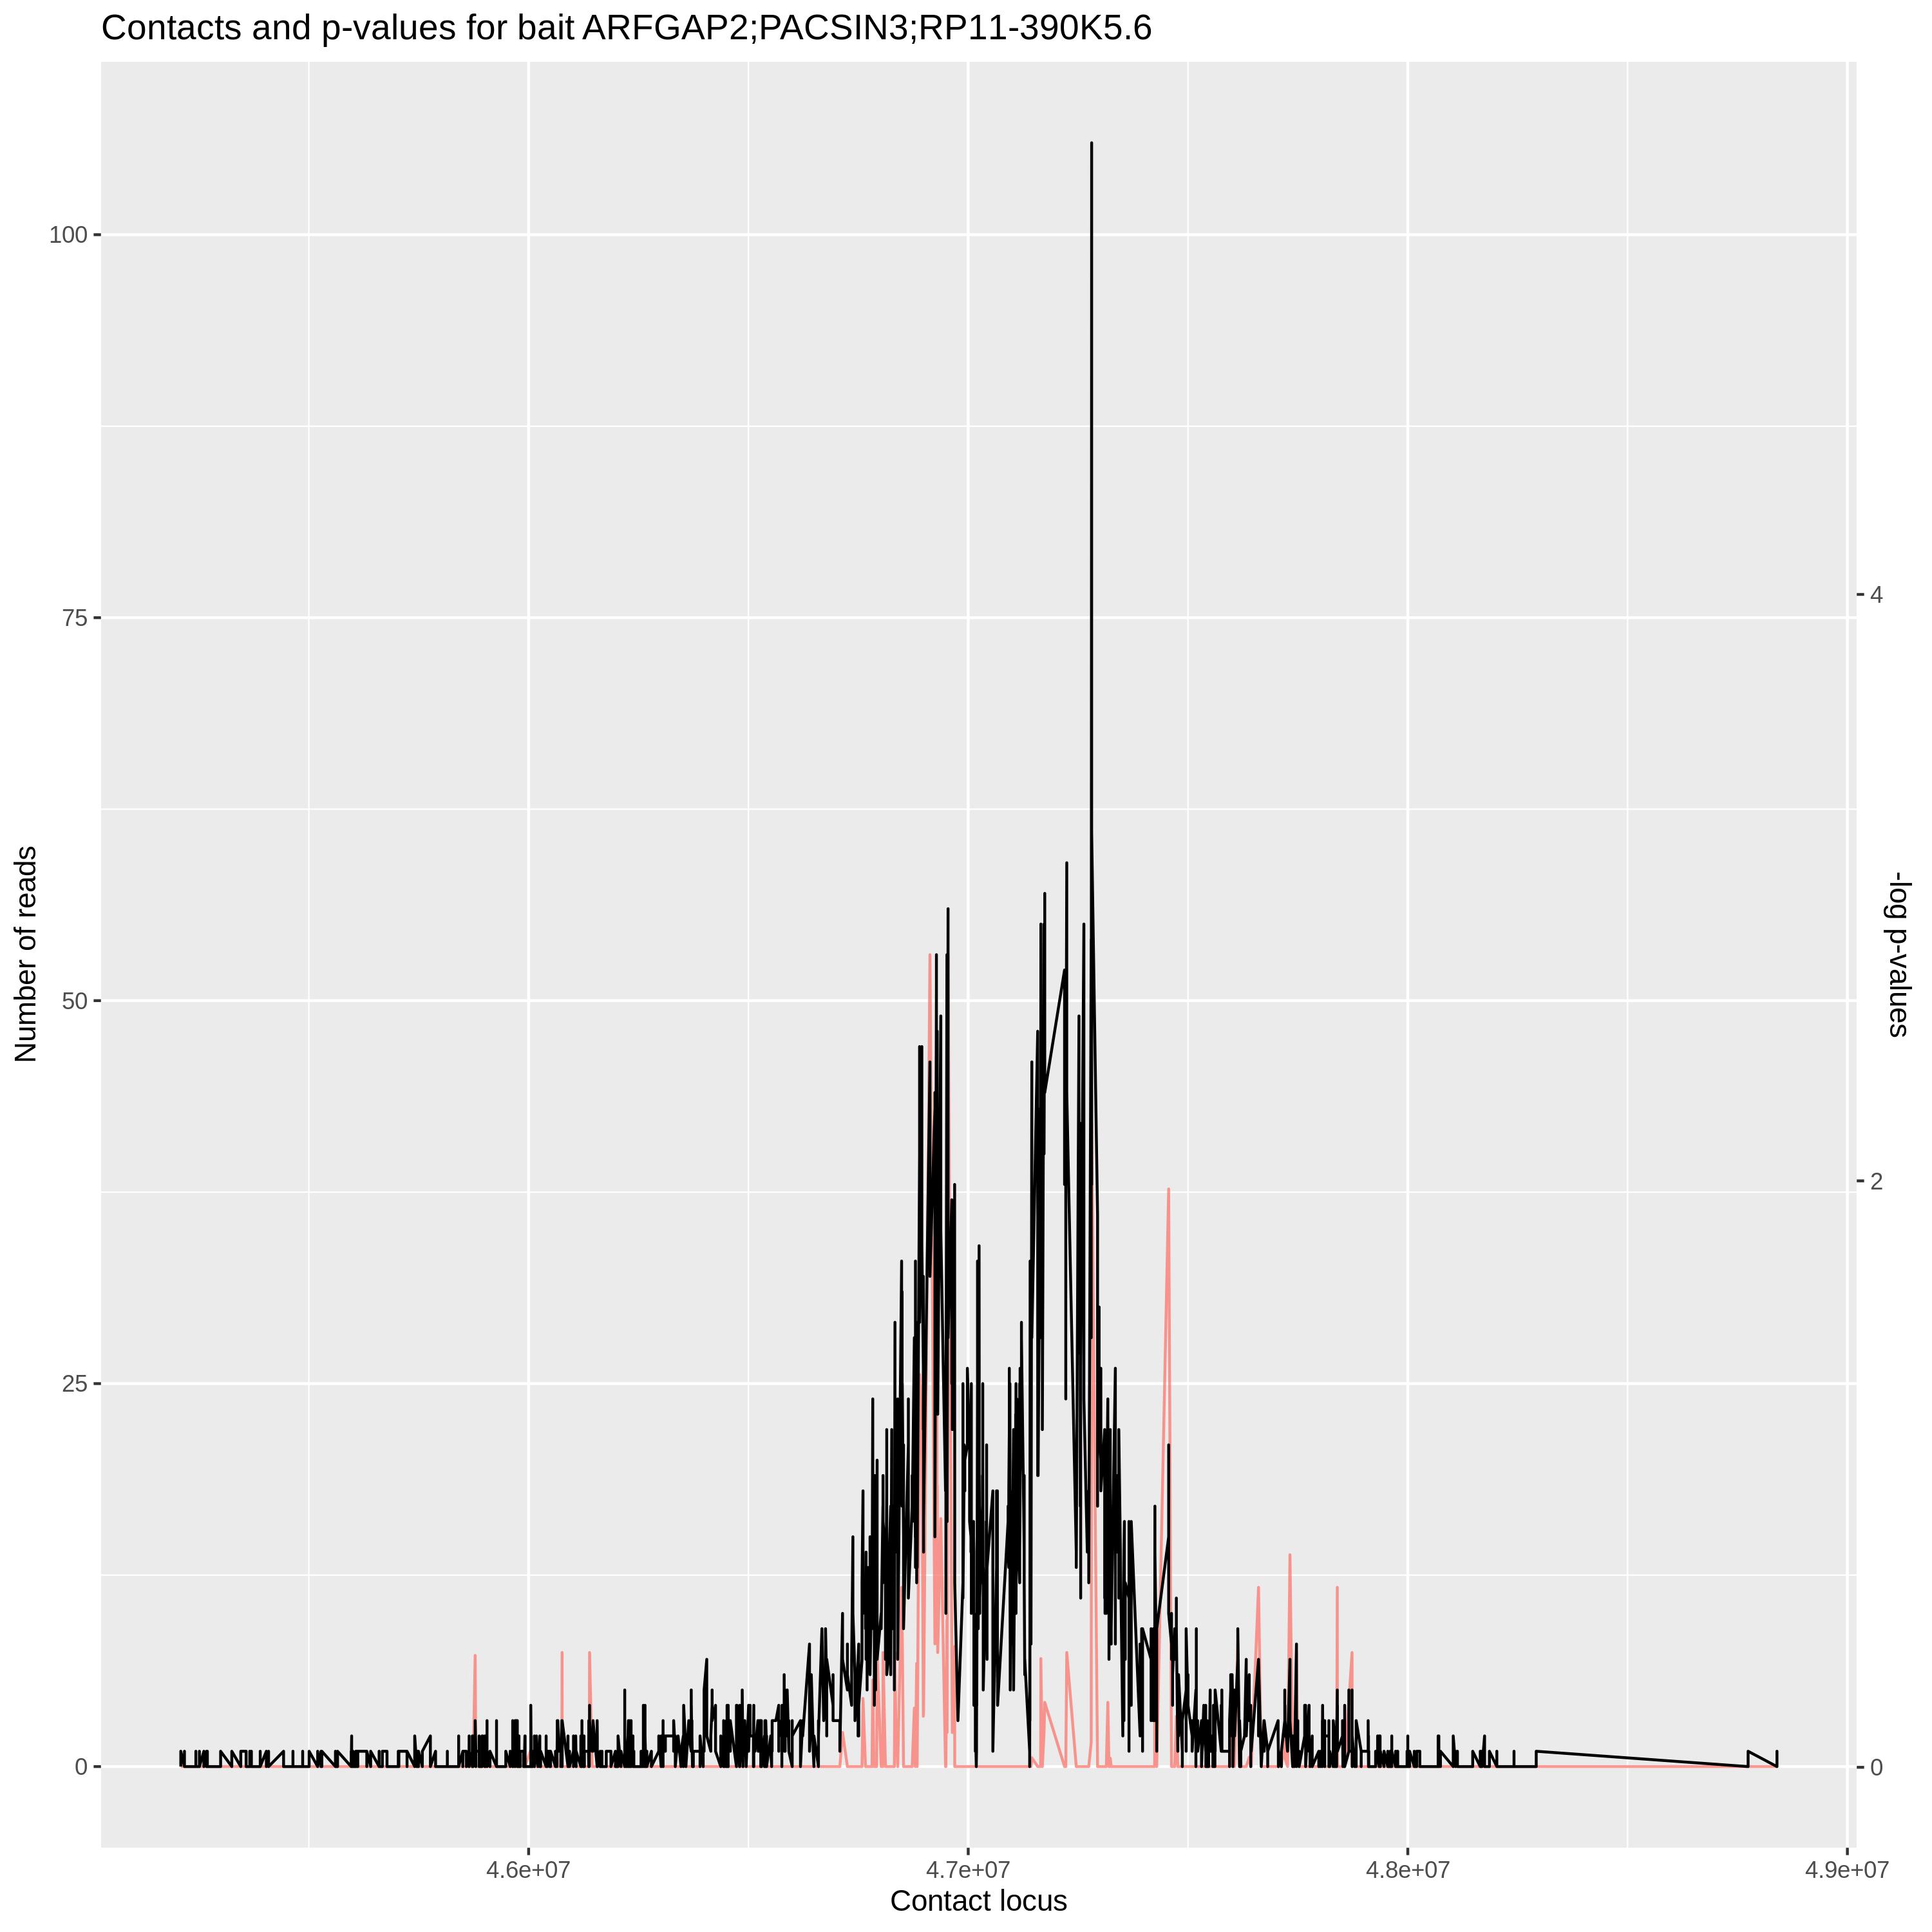 Contacts and p-values for bait ARFGAP2;PACSIN3;RP11-390K5.6
100
75
50
25
0
Number of reads
4
2
0
-log p-values
4.6e+07
4.7e+07
4.8e+07
4.9e+07
Contact locus